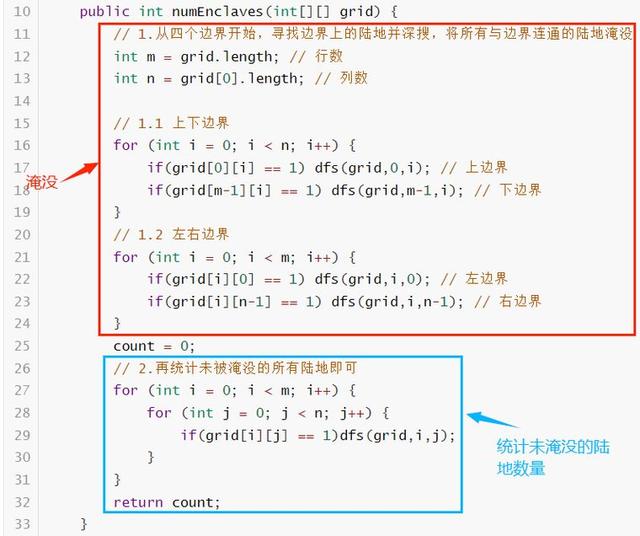 10 public int numEnclaves(int[][] grid) {
11 // 1.从四个边界开始，寻找边界上的陆地并深搜，将所有与边界连通的陆地淹没
12 int m = grid.length; // 行数
13 int n = grid[0].length; // 列数
14
15 // 1.1 上下边界
16 for (int i = 0; i < n; i++) {
17 if(grid[0][i] == 1) dfs(grid,0,i); // 上边界
淹没
18 if(grid[m-1][i] == 1) dfs(grid,m-1,i); // 下边界
19 }
20 // 1.2 左右边界
21 for (int i = 0; i < m; i++) {
22 if(grid[i][0] == 1) dfs(grid,i,0); // 左边界
23 if(grid[i][n-1] == 1) dfs(grid,i,n-1); // 右边界
24 }
25 count = 0;
26 // 2.再统计未被淹没的所有陆地即可
27 for (int i = 0; i < m; i++) {
28 for (int j = 0; j < n; j++) {
29 if(grid[i][j] == 1)dfs(grid,i,j);
30 }
31 }
32 return count;
33 }
统计未淹没的陆
地数量